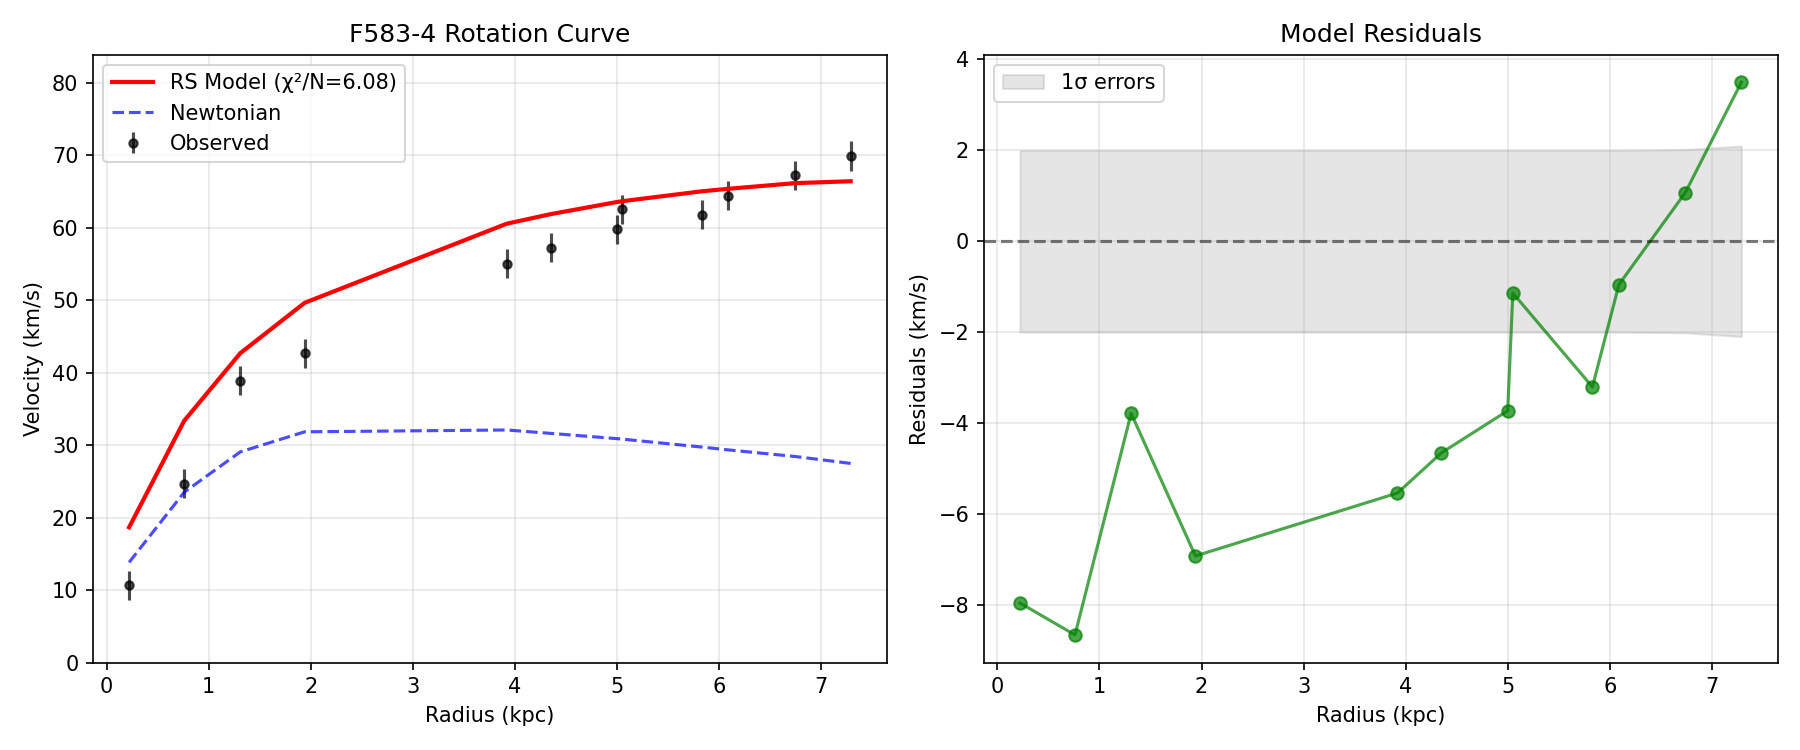 F583-4 Rotation Curve
RS Model (χ²/N=6.08)
Newtonian
Observed
80
70
60
50
40
30
20
10
0
Velocity (km/s)
0 1 2 3 4 5 6 7
Radius (kpc)
Model Residuals
1σ errors
4
2
0
−2
−4
−6
−8
Residuals (km/s)
0 1 2 3 4 5 6 7
Radius (kpc)